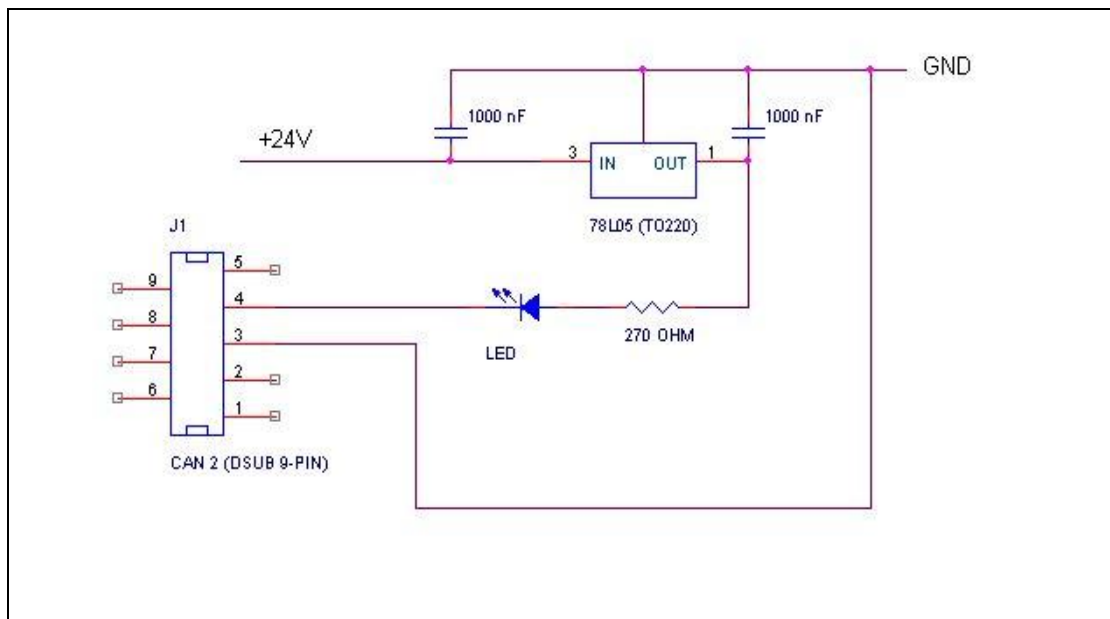 GND
1000 nF
1000 nF
+24V
3
IN
OUT
1
78L05 (TO220)
J1
5
9
4
8
3
7
2
6
1
LED
270 OHM
CAN 2 (DSUB 9-PIN)